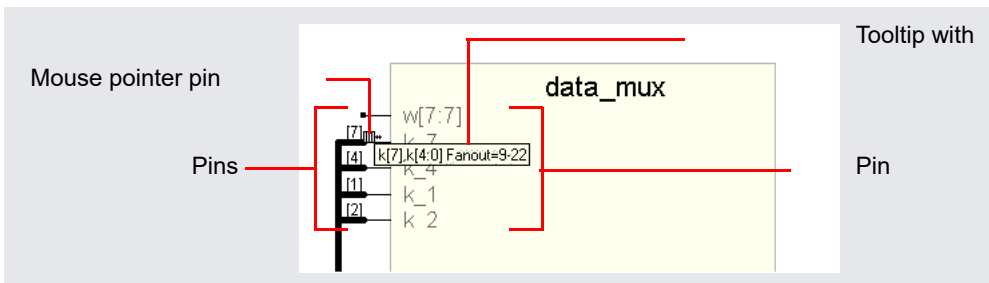 Tooltip with
Mouse pointer pin
data_mux
w[7:7]
[7]
k_7
k[7],k[4:0] Fanout=9-22
[4]
k_4
Pins
Pin
[1]
k_1
[2]
k_2